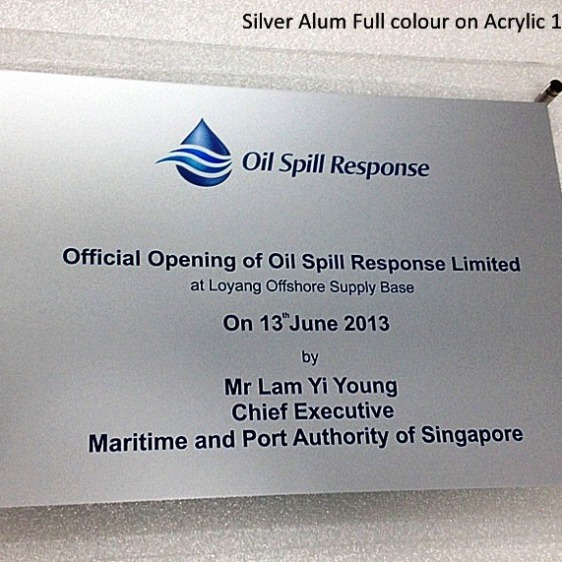 Silver Alum Full colour on Acrylic 1
Oil Spill Response
Official Opening of Oil Spill Response Limited
at Loyang Offshore Supply Base
On 13th June 2013
by
Mr Lam Yi Young
Chief Executive
Maritime and Port Authority of Singapore